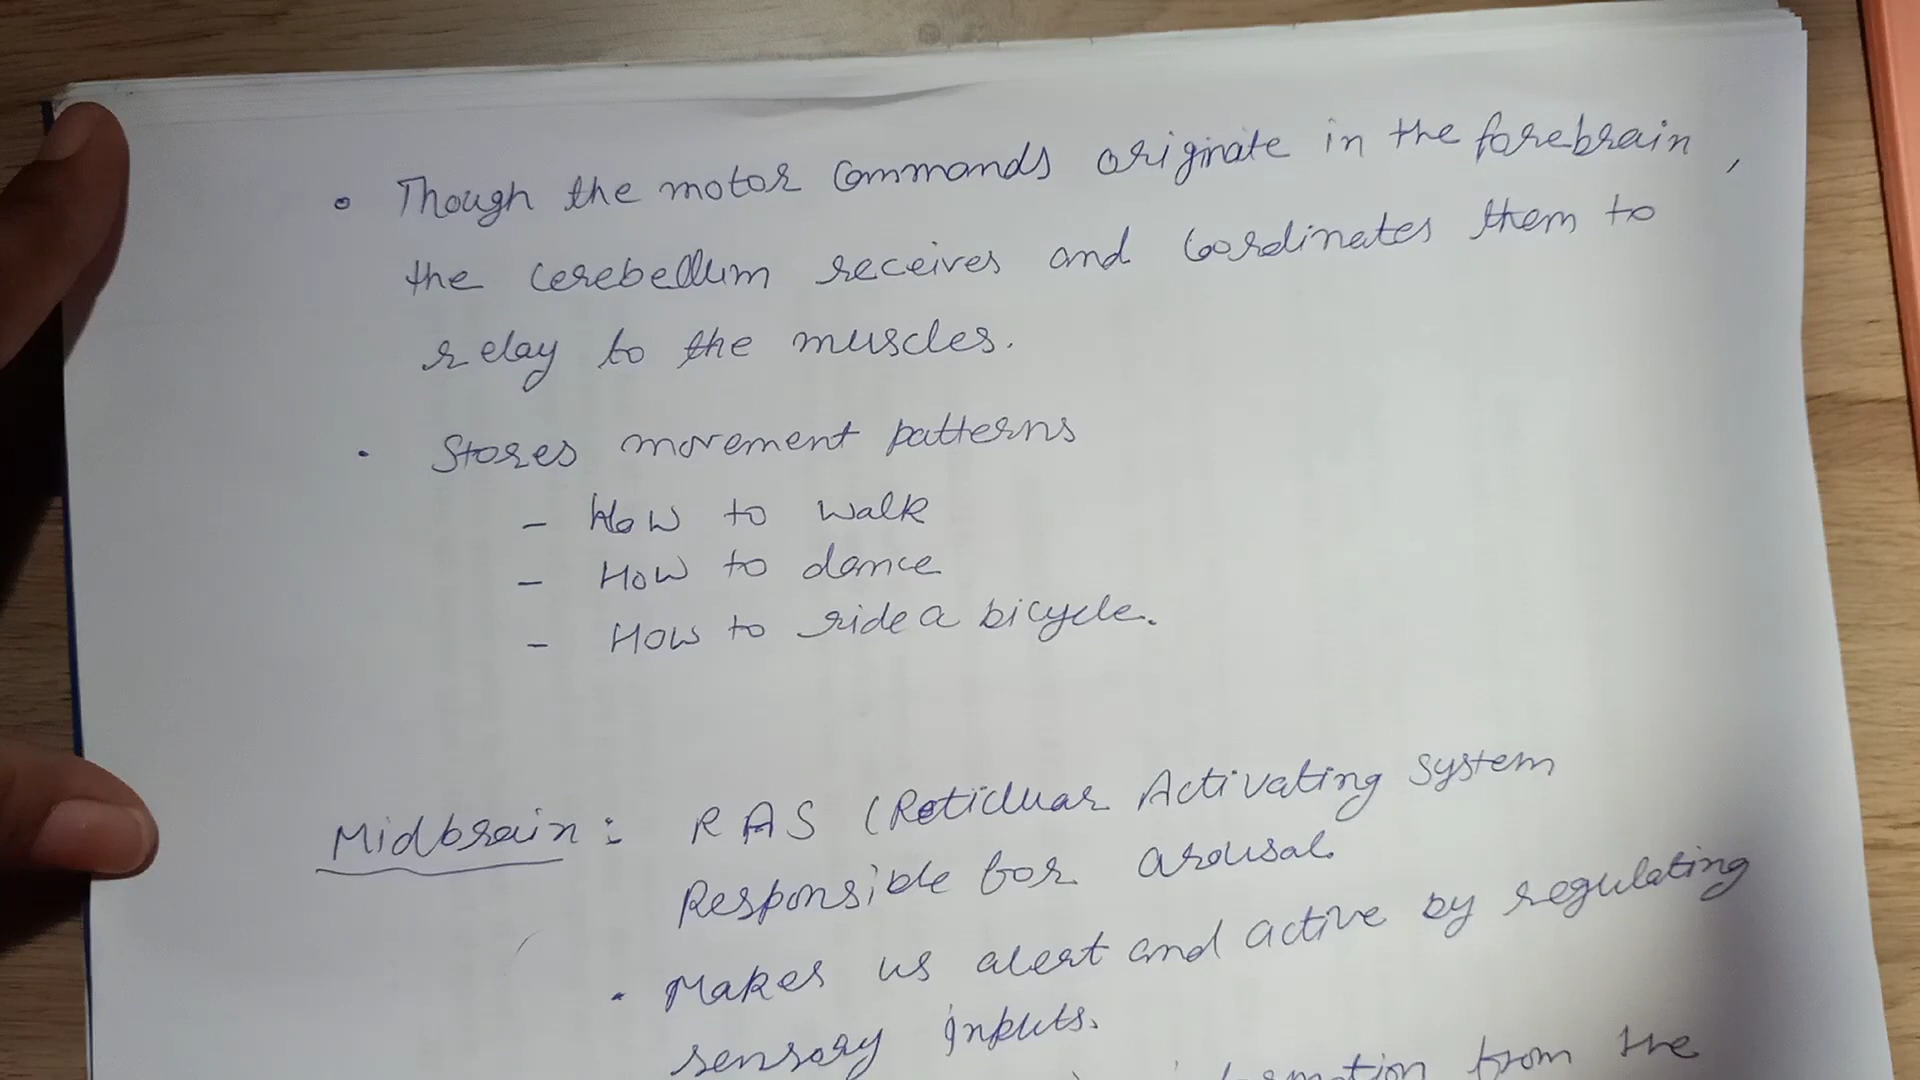 • Though the motor commands originate in the forebrain,
the cerebellum receives and coordinates them to
relay to the muscles.
• Stores movement patterns
- How to walk
- How to dance
- How to ride a bicycle.
Midbrain: RAS (Reticluar Activating System
Responsible for arousal.
• Makes us alert and active by regulating
sensory inputs.
from the